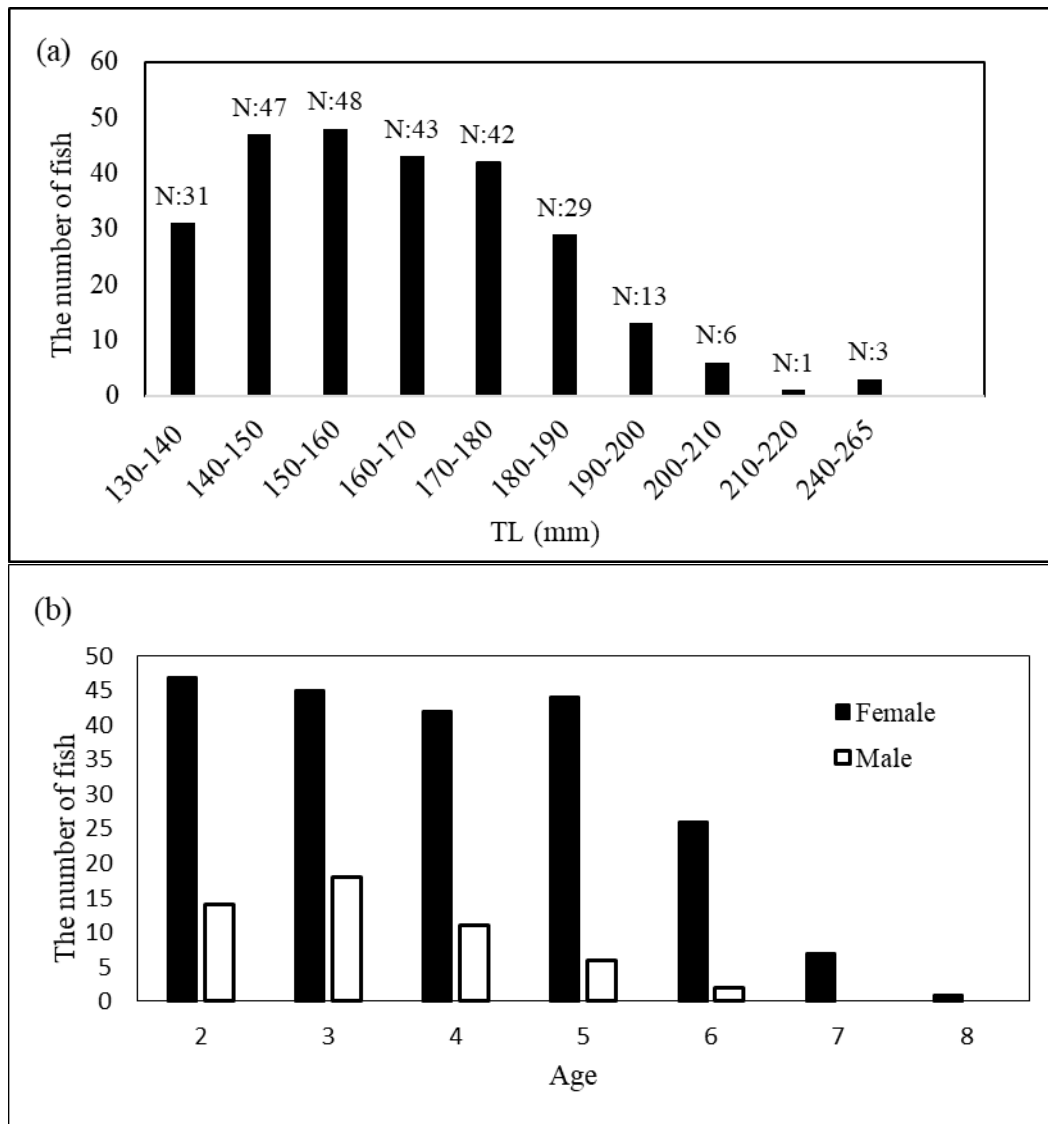 (a)
The number of fish
60
50
40
30
20
10
0
N:31
N:47
N:48
N:43
N:42
N:29
N:13
N:6
N:1
N:3
130-140
140-150
150-160
160-170
170-180
180-190
190-200
200-210
210-220
240-265
TL (mm)
(b)
The number of fish
50
45
40
35
30
25
20
15
10
5
0
Female
Male
2 3 4 5 6 7 8
Age